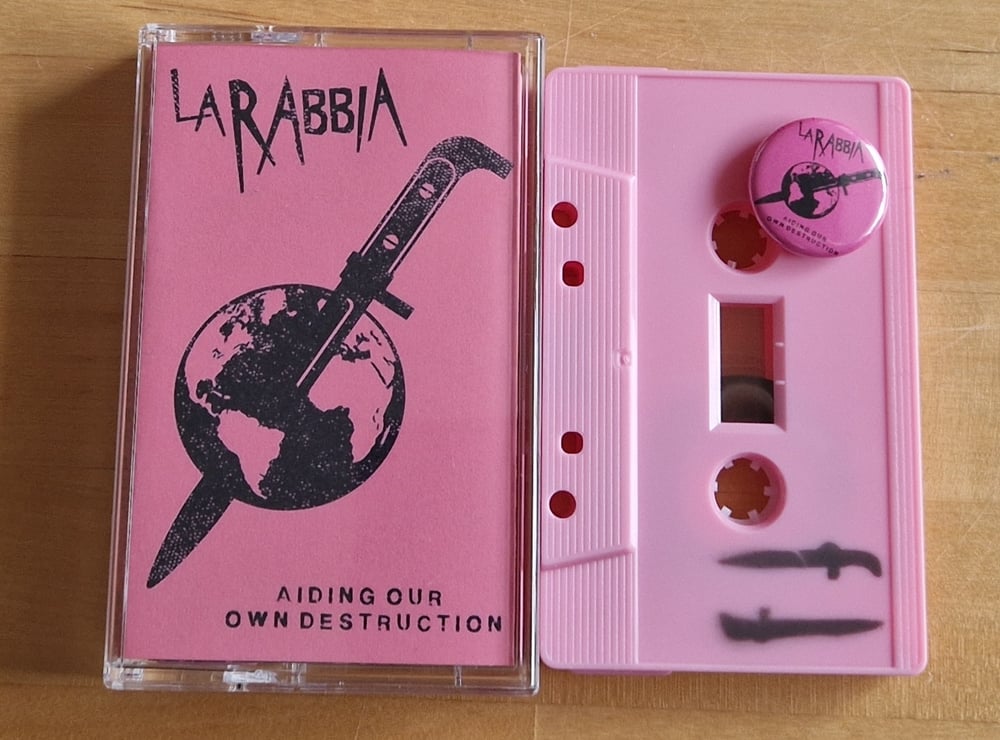 LA RABBIA
AIDING OUR
OWN DESTRUCTION
LA RABBIA
AIDING OUR
OWN DESTRUCTION